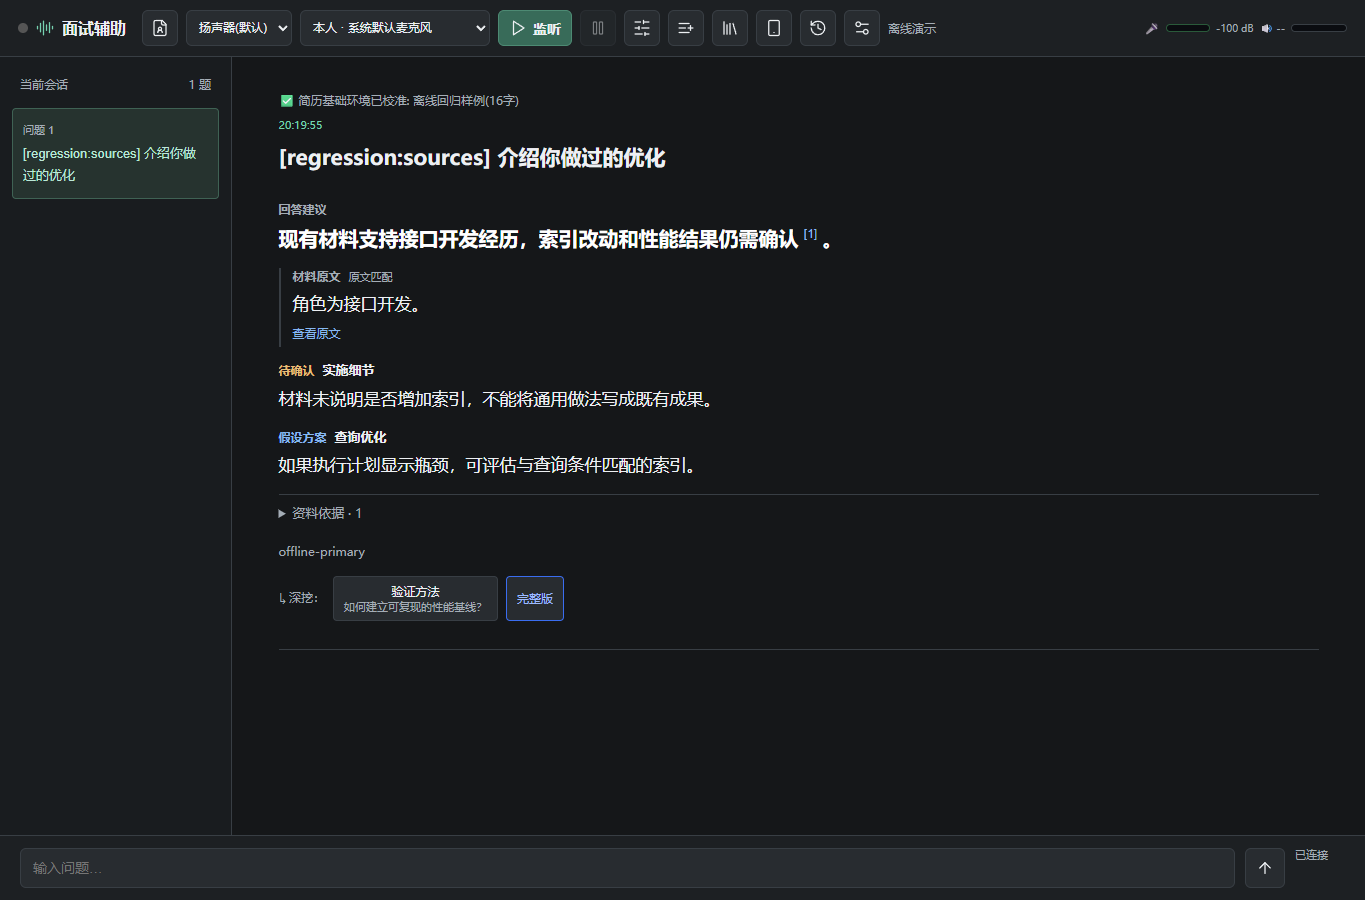 面试辅助
扬声器(默认)
本人 · 系统默认麦克风
监听
离线演示
-100 dB
--
当前会话
1 题
问题 1
[regression:sources] 介绍你做
过的优化
简历基础环境已校准: 离线回归样例(16字)
20:19:55
[regression:sources] 介绍你做过的优化
回答建议
现有材料支持接口开发经历，索引改动和性能结果仍需确认 [1] 。
材料原文 原文匹配
角色为接口开发。
查看原文
待确认 实施细节
材料未说明是否增加索引，不能将通用做法写成既有成果。
假设方案 查询优化
如果执行计划显示瓶颈，可评估与查询条件匹配的索引。
▶ 资料依据 · 1
offline-primary
↳ 深挖:
验证方法
如何建立可复现的性能基线?
完整版
输入问题...
已连接